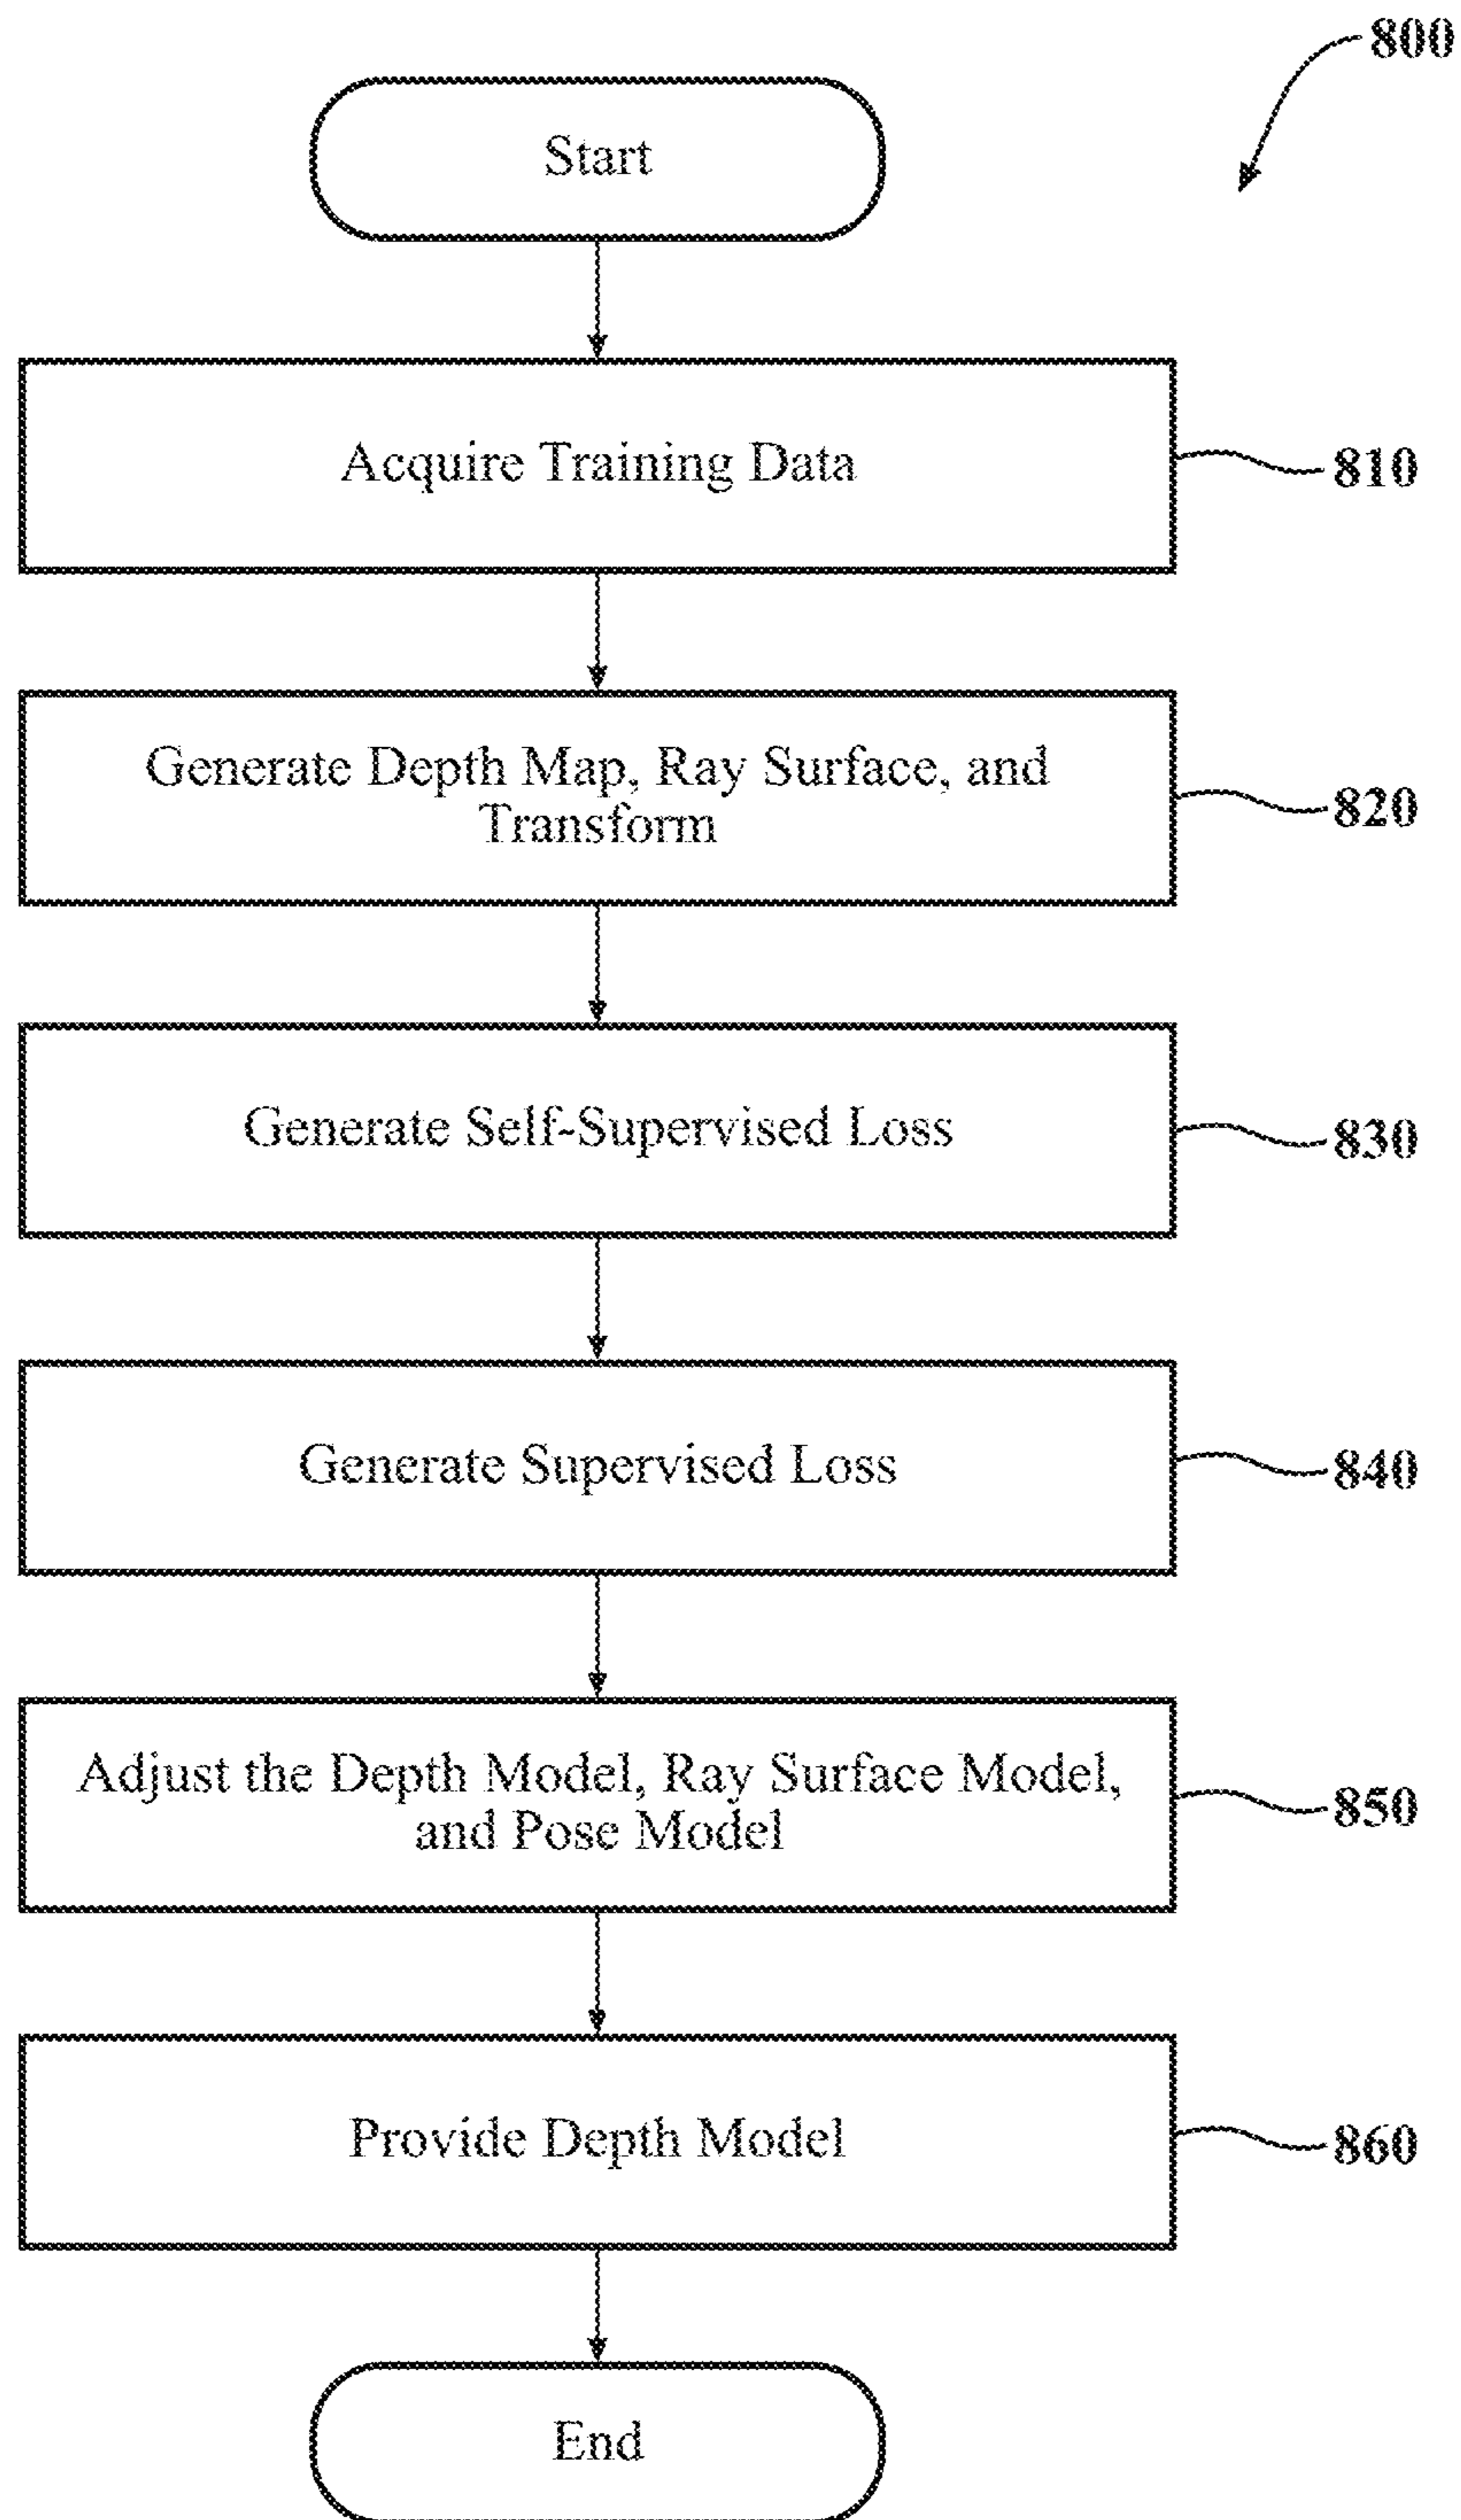 800
Start
Acquire Training Data
810
Generate Depth Map, Ray Surface, and
Transform
820
Generate Self-Supervised Loss
830
Generate Supervised Loss
840
Adjust the Depth Model, Ray Surface Model,
and Pose Model
850
Provide Depth Model
860
End